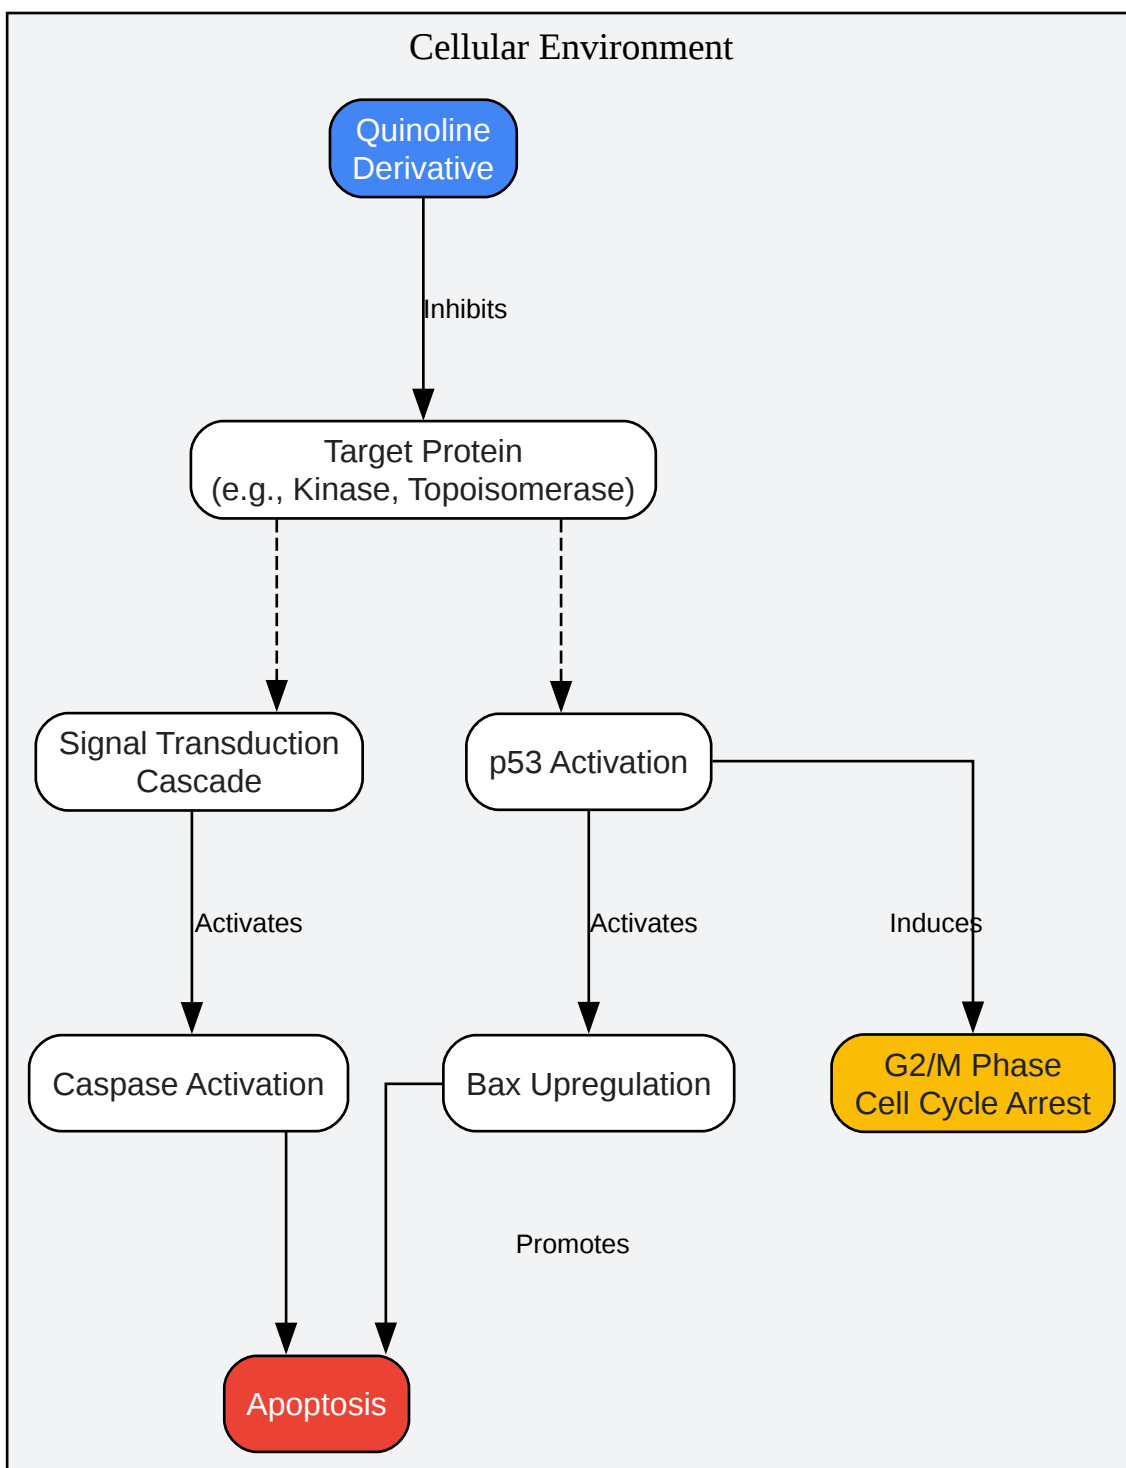 Cellular Environment
Quinoline
Derivative
Inhibits
Target Protein
(e.g., Kinase, Topoisomerase)
Signal Transduction
Cascade
p53 Activation
Activates
Activates
Induces
Caspase Activation
Bax Upregulation
G2/M Phase
Cell Cycle Arrest
Promotes
Apoptosis